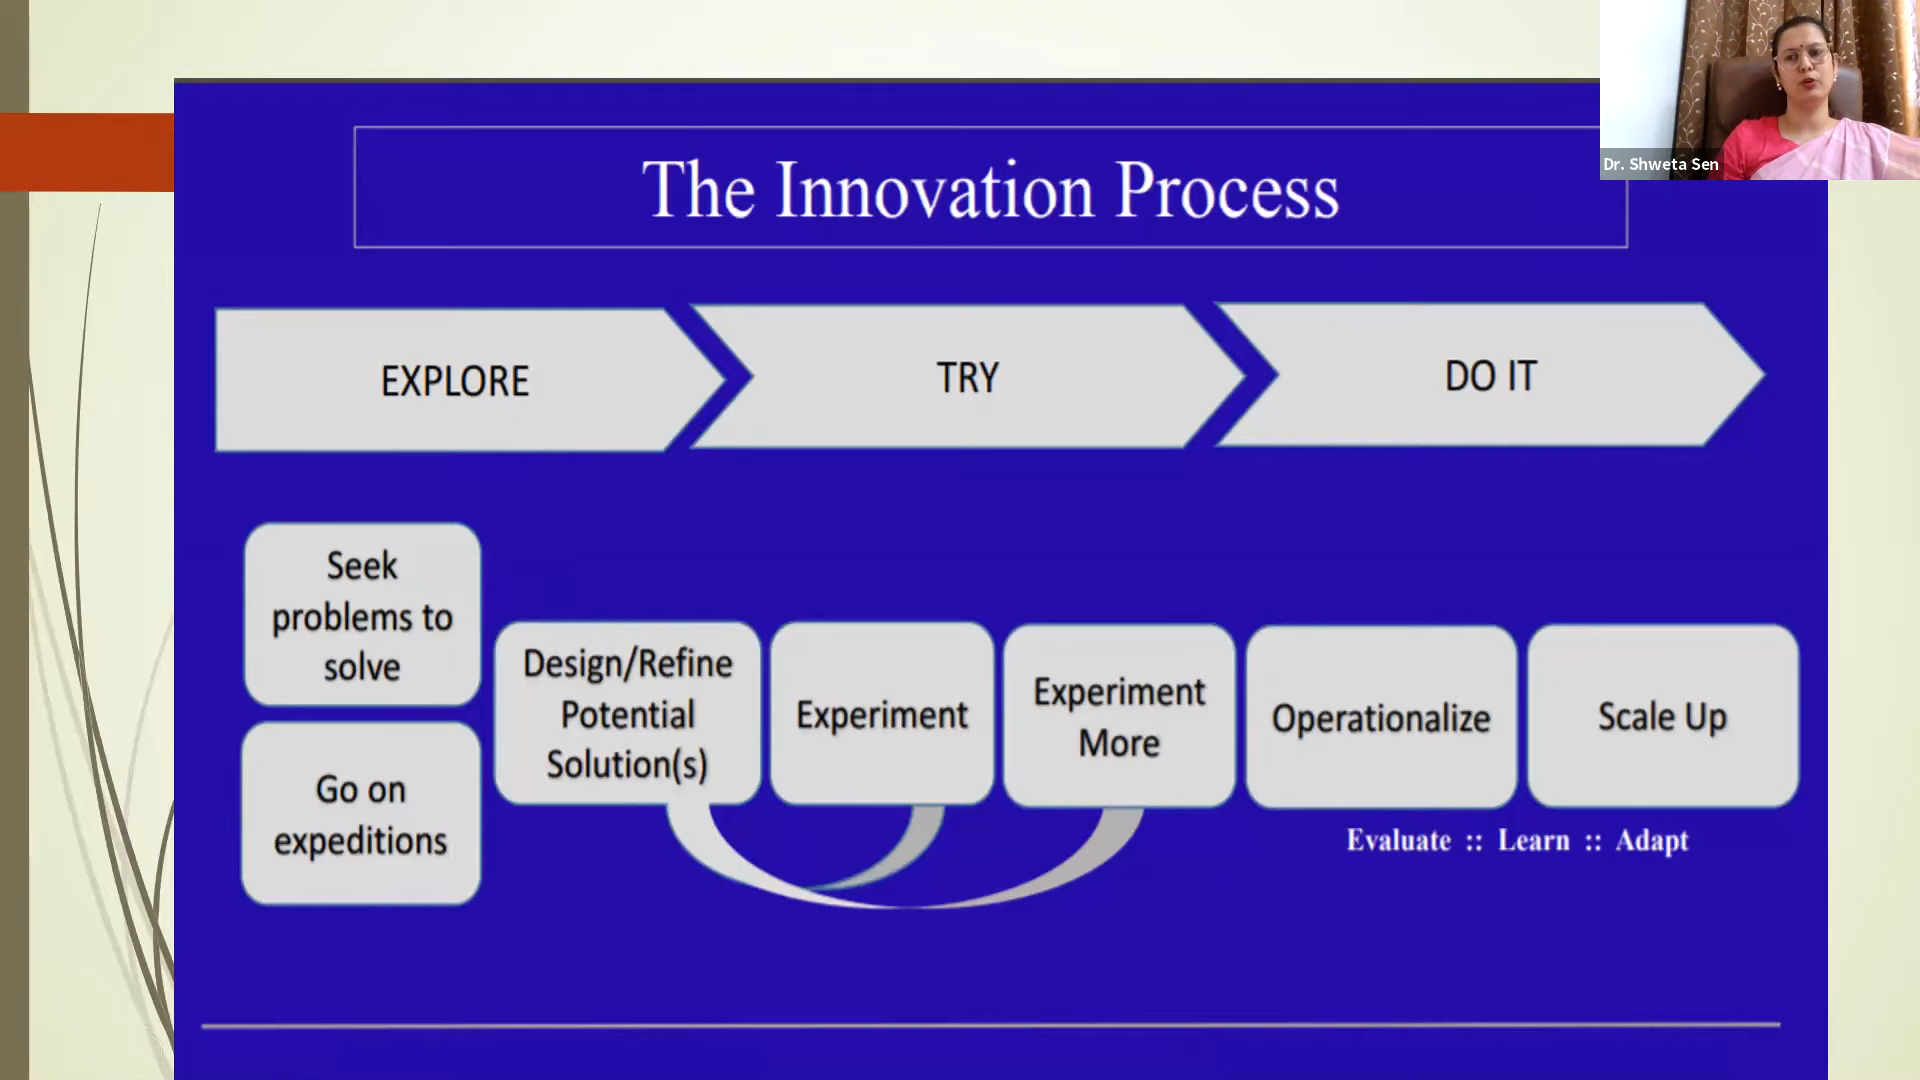 Dr. Shweta Sen
The Innovation Process
EXPLORE
TRY
DO IT
Seek
problems to
solve
Go on
expeditions
Design/Refine
Potential
Solution(s)
Experiment
Experiment
More
Operationalize
Scale Up
Evaluate :: Learn :: Adapt